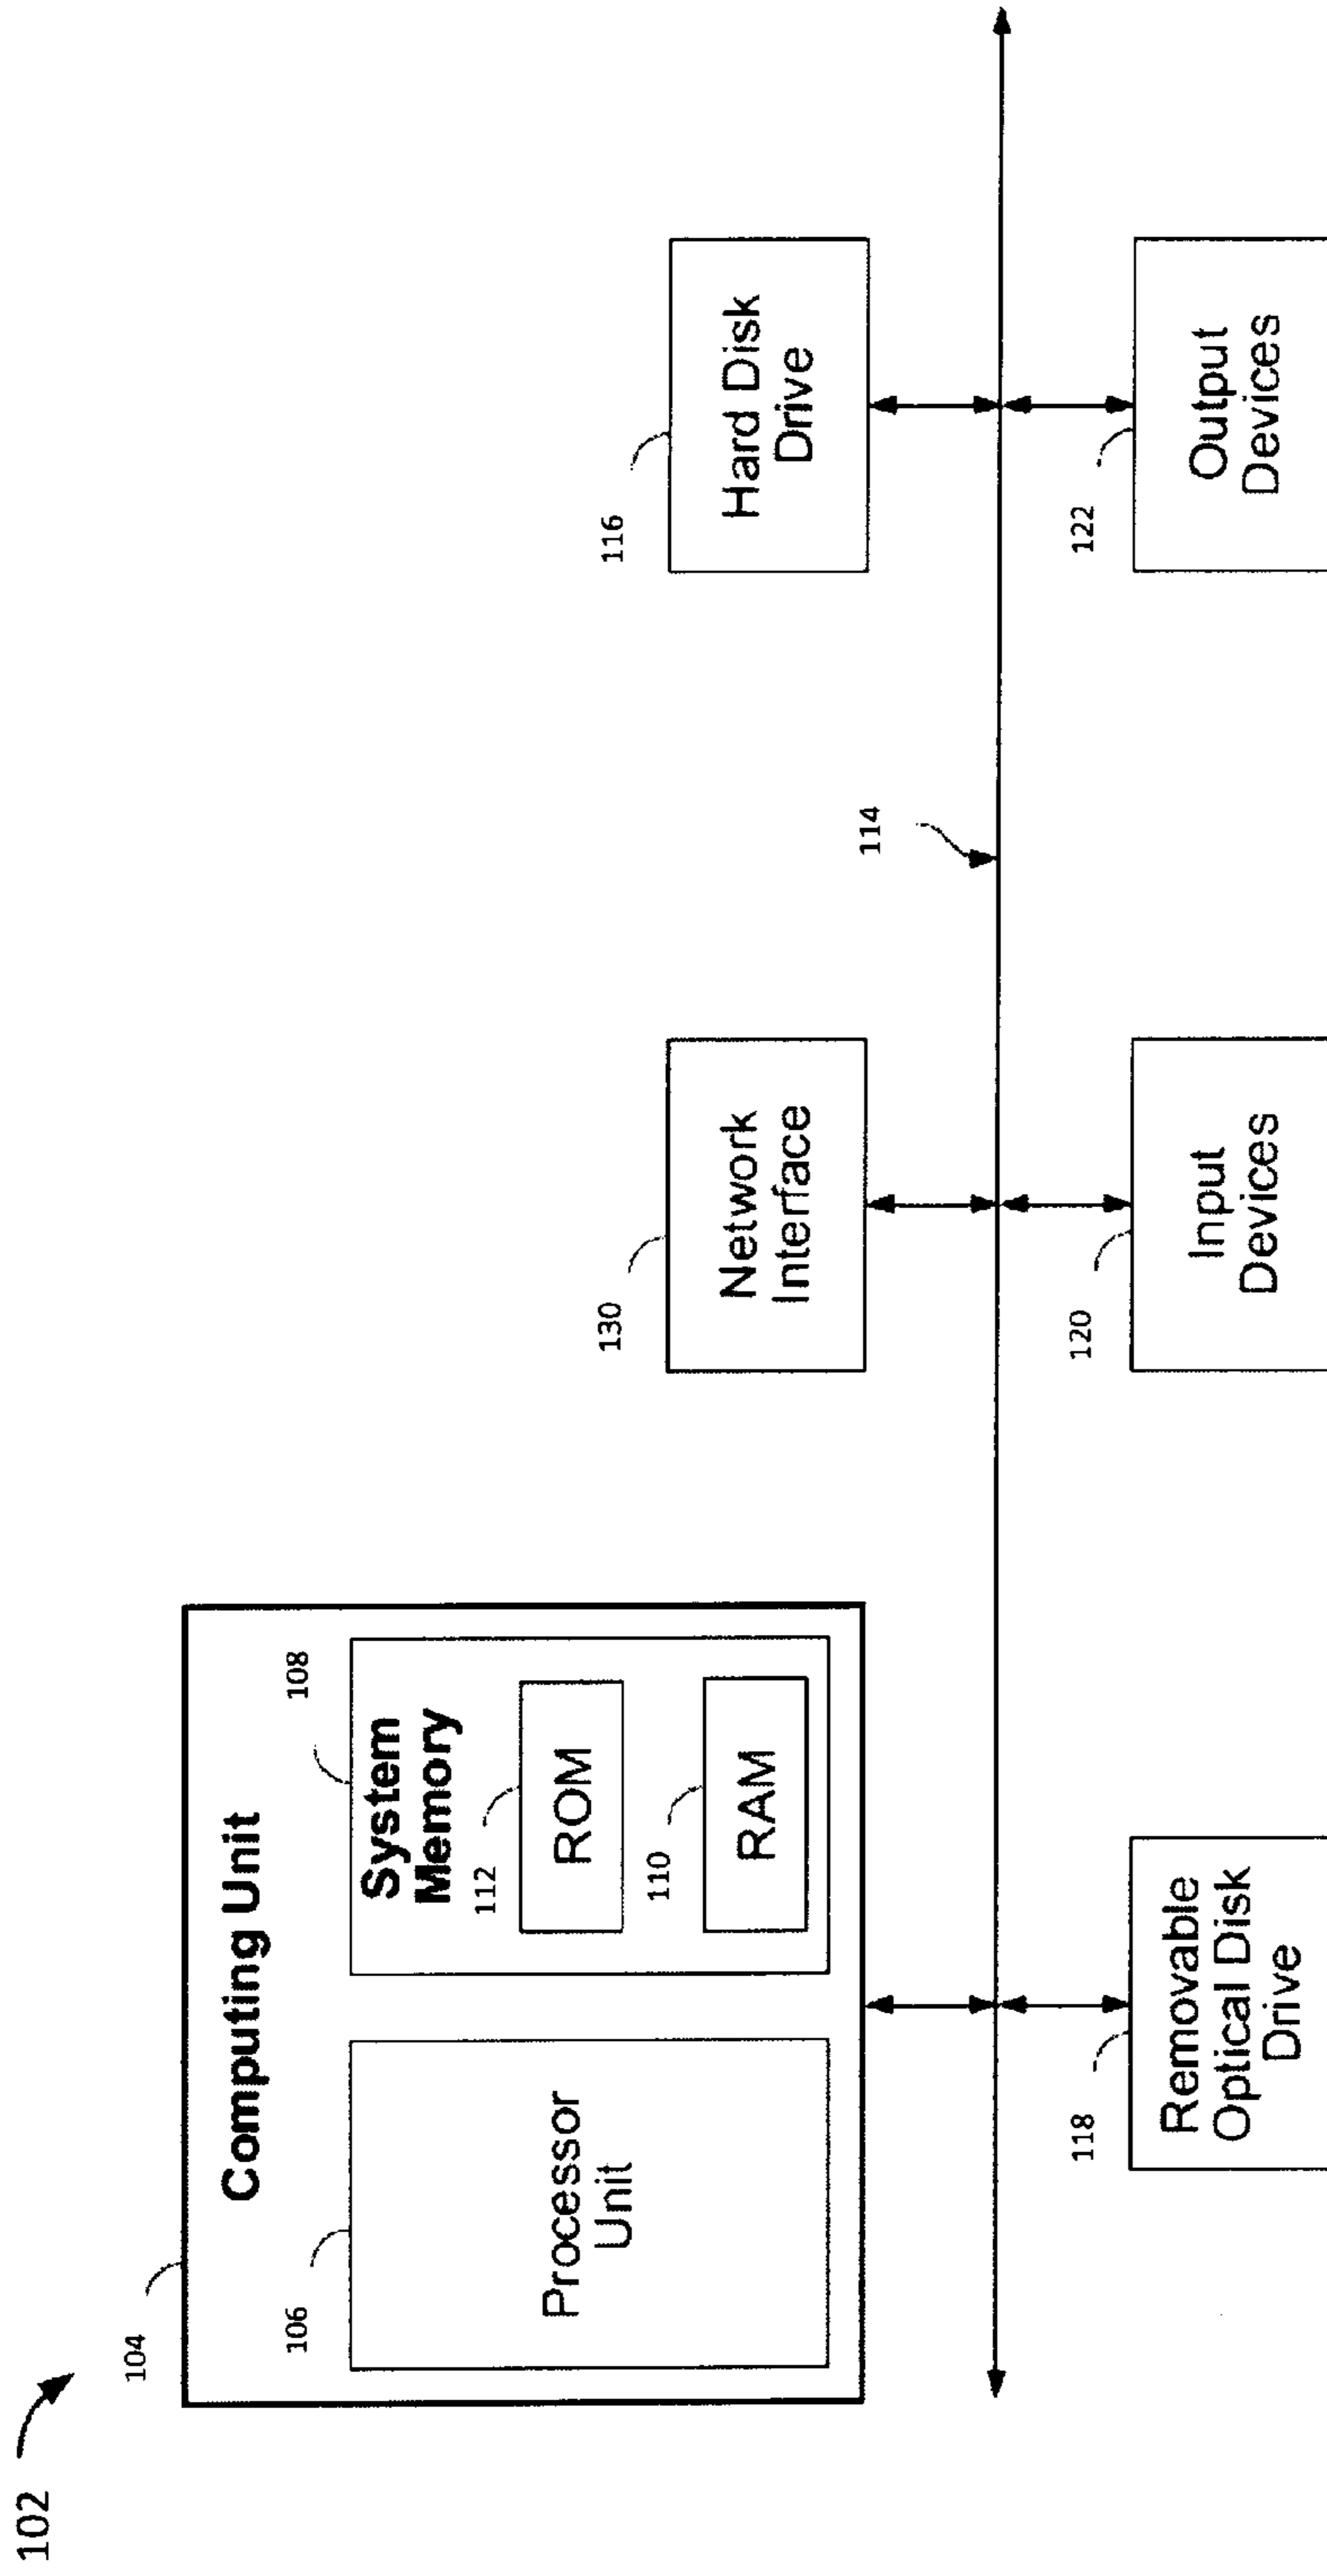 102
104
Computing Unit
106
Processor
Unit
108
System
Memory
112
ROM
110
RAM
130
Network
Interface
116
Hard Disk
Drive
114
118
Removable
Optical Disk
Drive
120
Input
Devices
122
Output
Devices